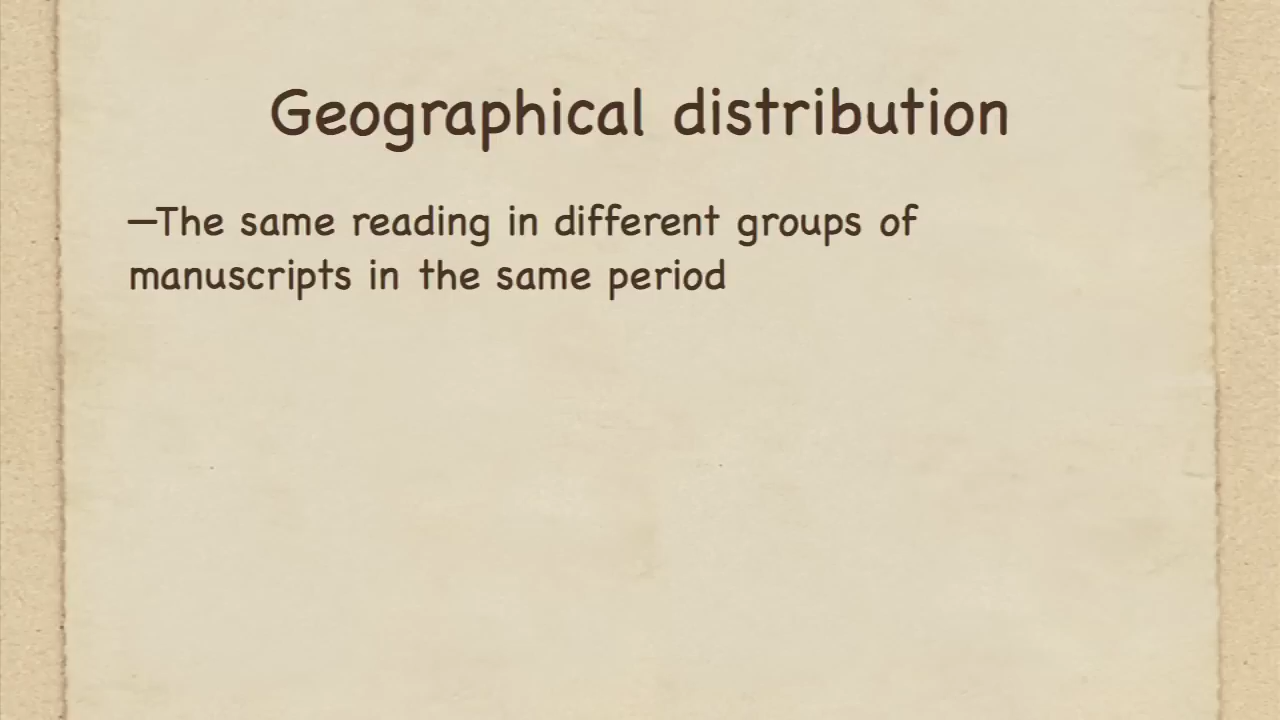 Geographical distribution
—The same reading in different groups of
manuscripts in the same period